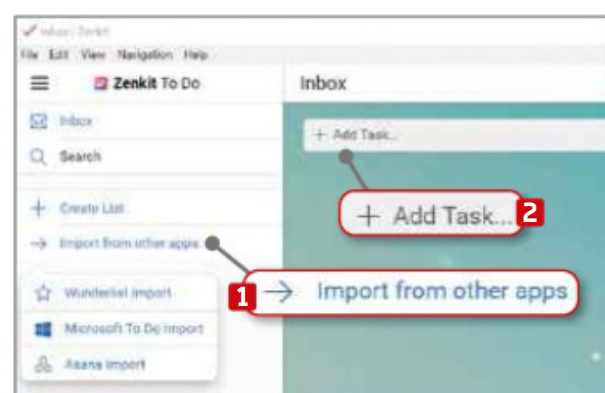 Inbox / Zenkit
File Edit View Navigation Help
Zenkit To Do
Inbox
Inbox
+ Add Task...
Search
+ Add Task... 2
+ Create List
→ Import from other apps
1 → Import from other apps
Wunderlist Import
Microsoft To Do Import
Asana Import